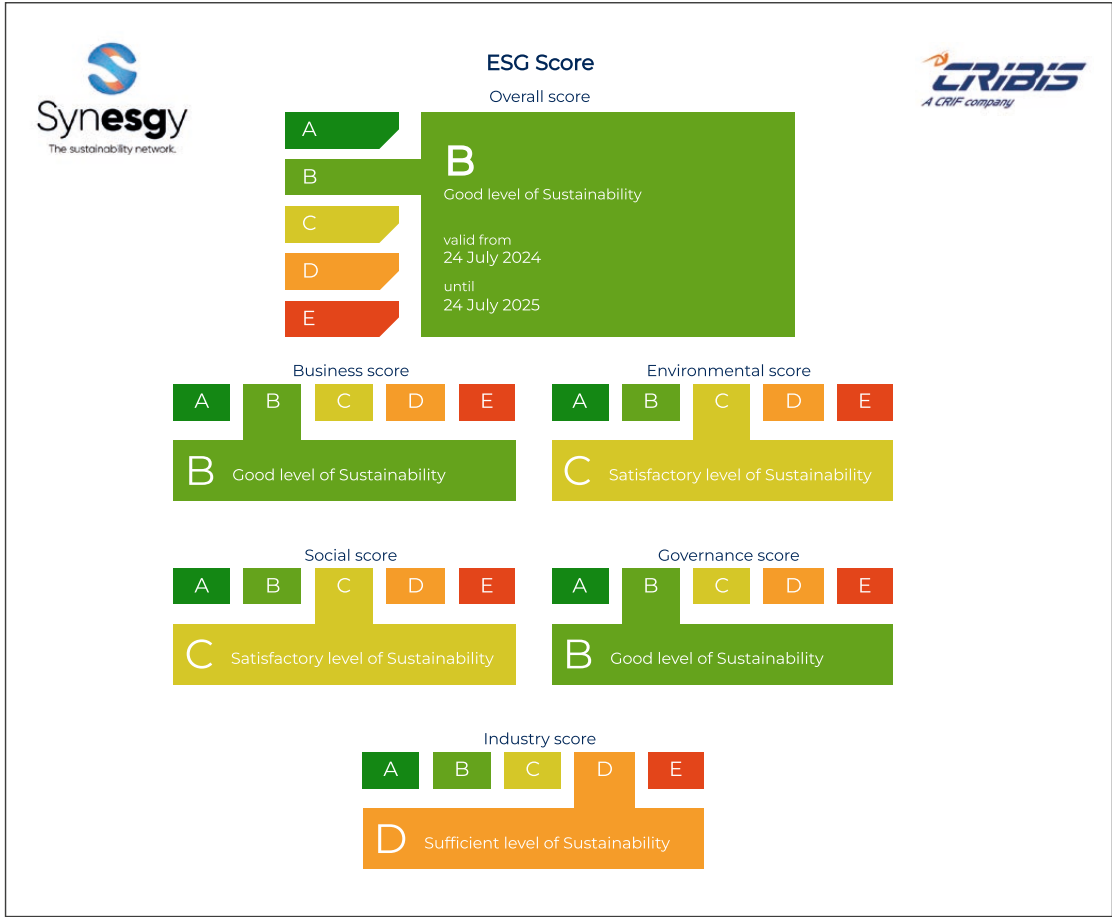 Synesgy
The sustainability network.
ESG Score
CRIBIS
A CRIF company
Overall score
A
B
C
D
E
B
Good level of Sustainability
valid from
24 July 2024
until
24 July 2025
Business score
A B C D E
B Good level of Sustainability
Environmental score
A B C D E
C Satisfactory level of Sustainability
Social score
A B C D E
C Satisfactory level of Sustainability
Governance score
A B C D E
B Good level of Sustainability
Industry score
A B C D E
D Sufficient level of Sustainability